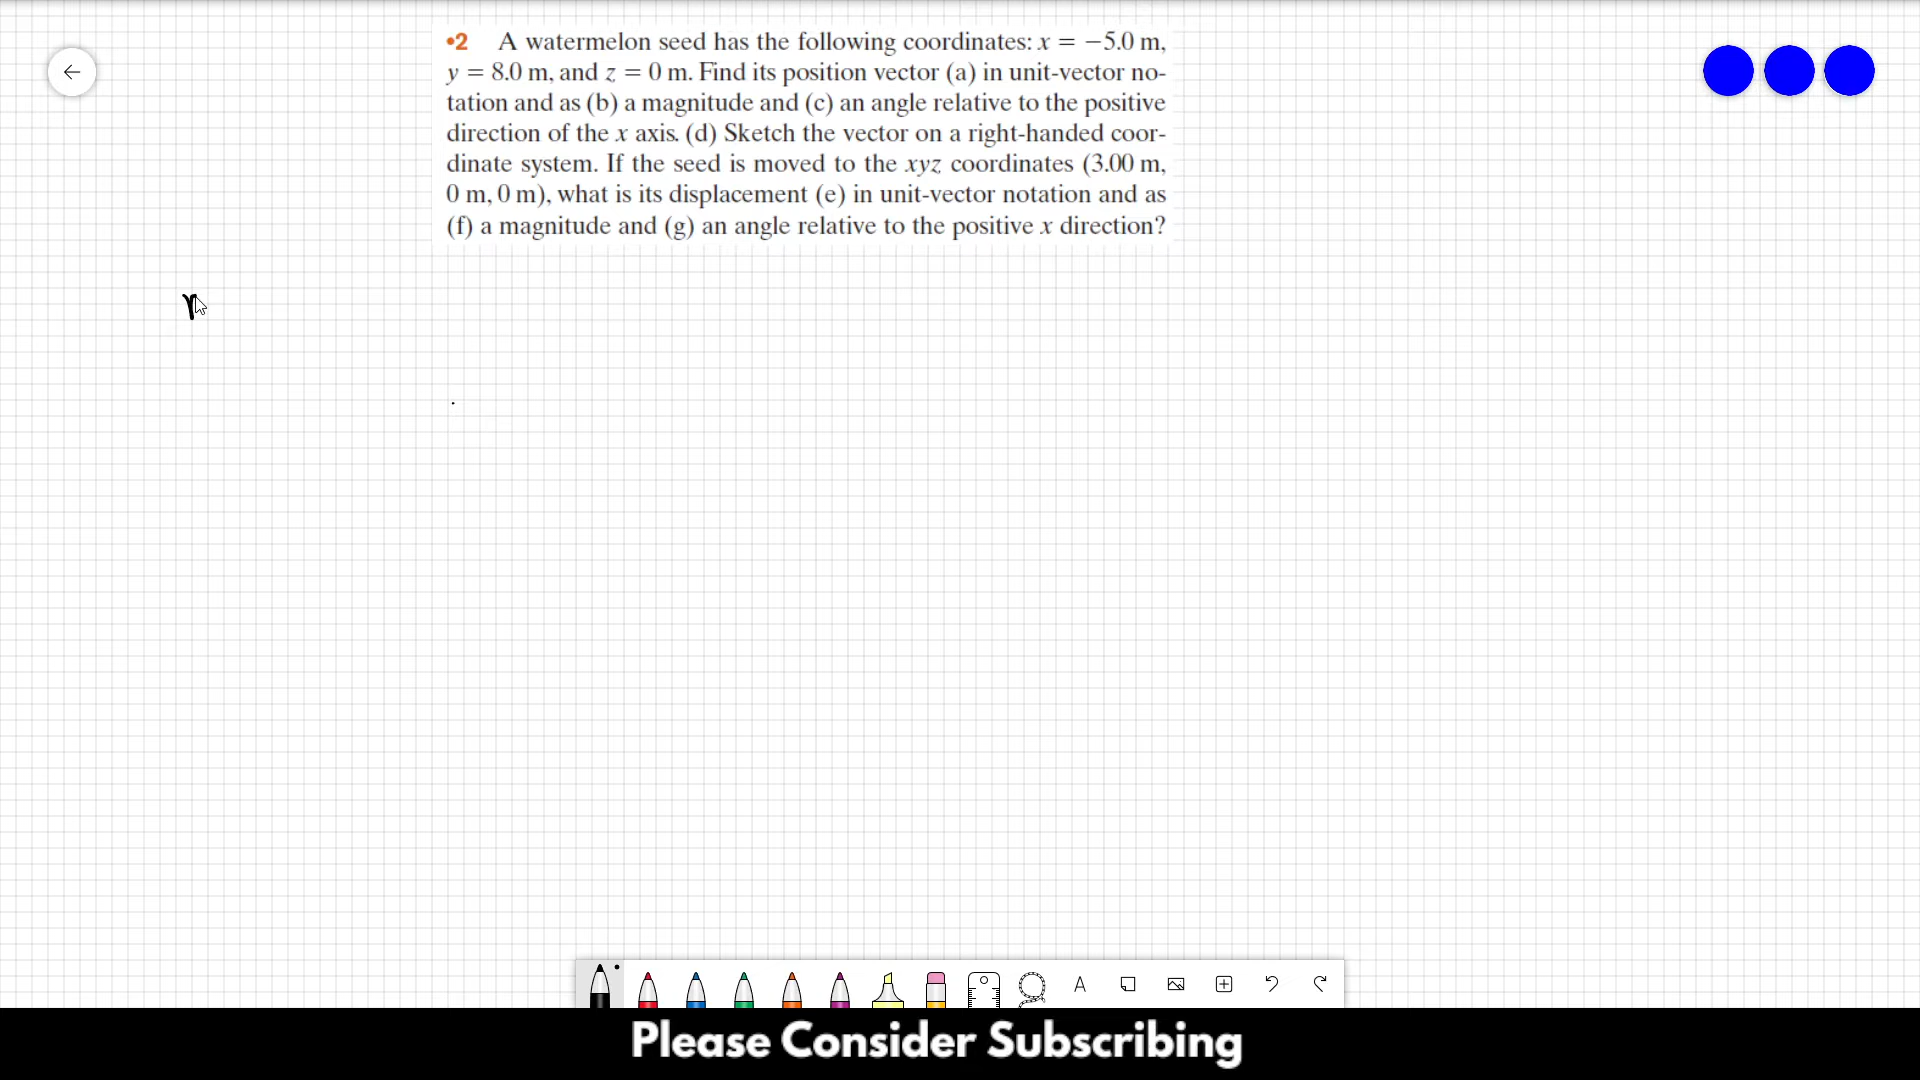 •2 A watermelon seed has the following coordinates: x = −5.0 m,
y = 8.0 m, and z = 0 m. Find its position vector (a) in unit-vector no-
tation and as (b) a magnitude and (c) an angle relative to the positive
direction of the x axis. (d) Sketch the vector on a right-handed coor-
dinate system. If the seed is moved to the xyz coordinates (3.00 m,
0 m, 0 m), what is its displacement (e) in unit-vector notation and as
(f) a magnitude and (g) an angle relative to the positive x direction?
r
A
Please Consider Subscribing